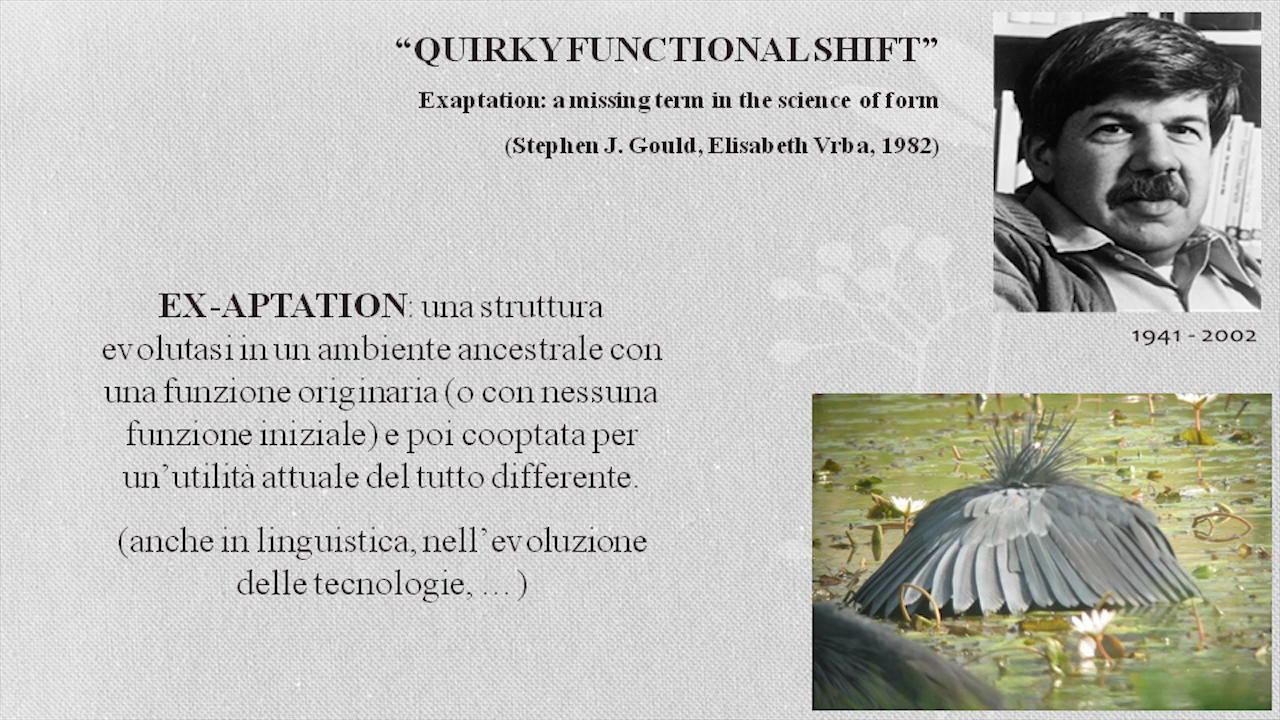 “QUIRKY FUNCTIONAL SHIFT”
Exaptation: a missing term in the science of form
(Stephen J. Gould, Elisabeth Vrba, 1982)
1941 - 2002
EX-APTATION: una struttura
evolutasi in un ambiente ancestrale con
una funzione originaria (o con nessuna
funzione iniziale) e poi cooptata per
un’utilità attuale del tutto differente.
(anche in linguistica, nell’evoluzione
delle tecnologie, … )